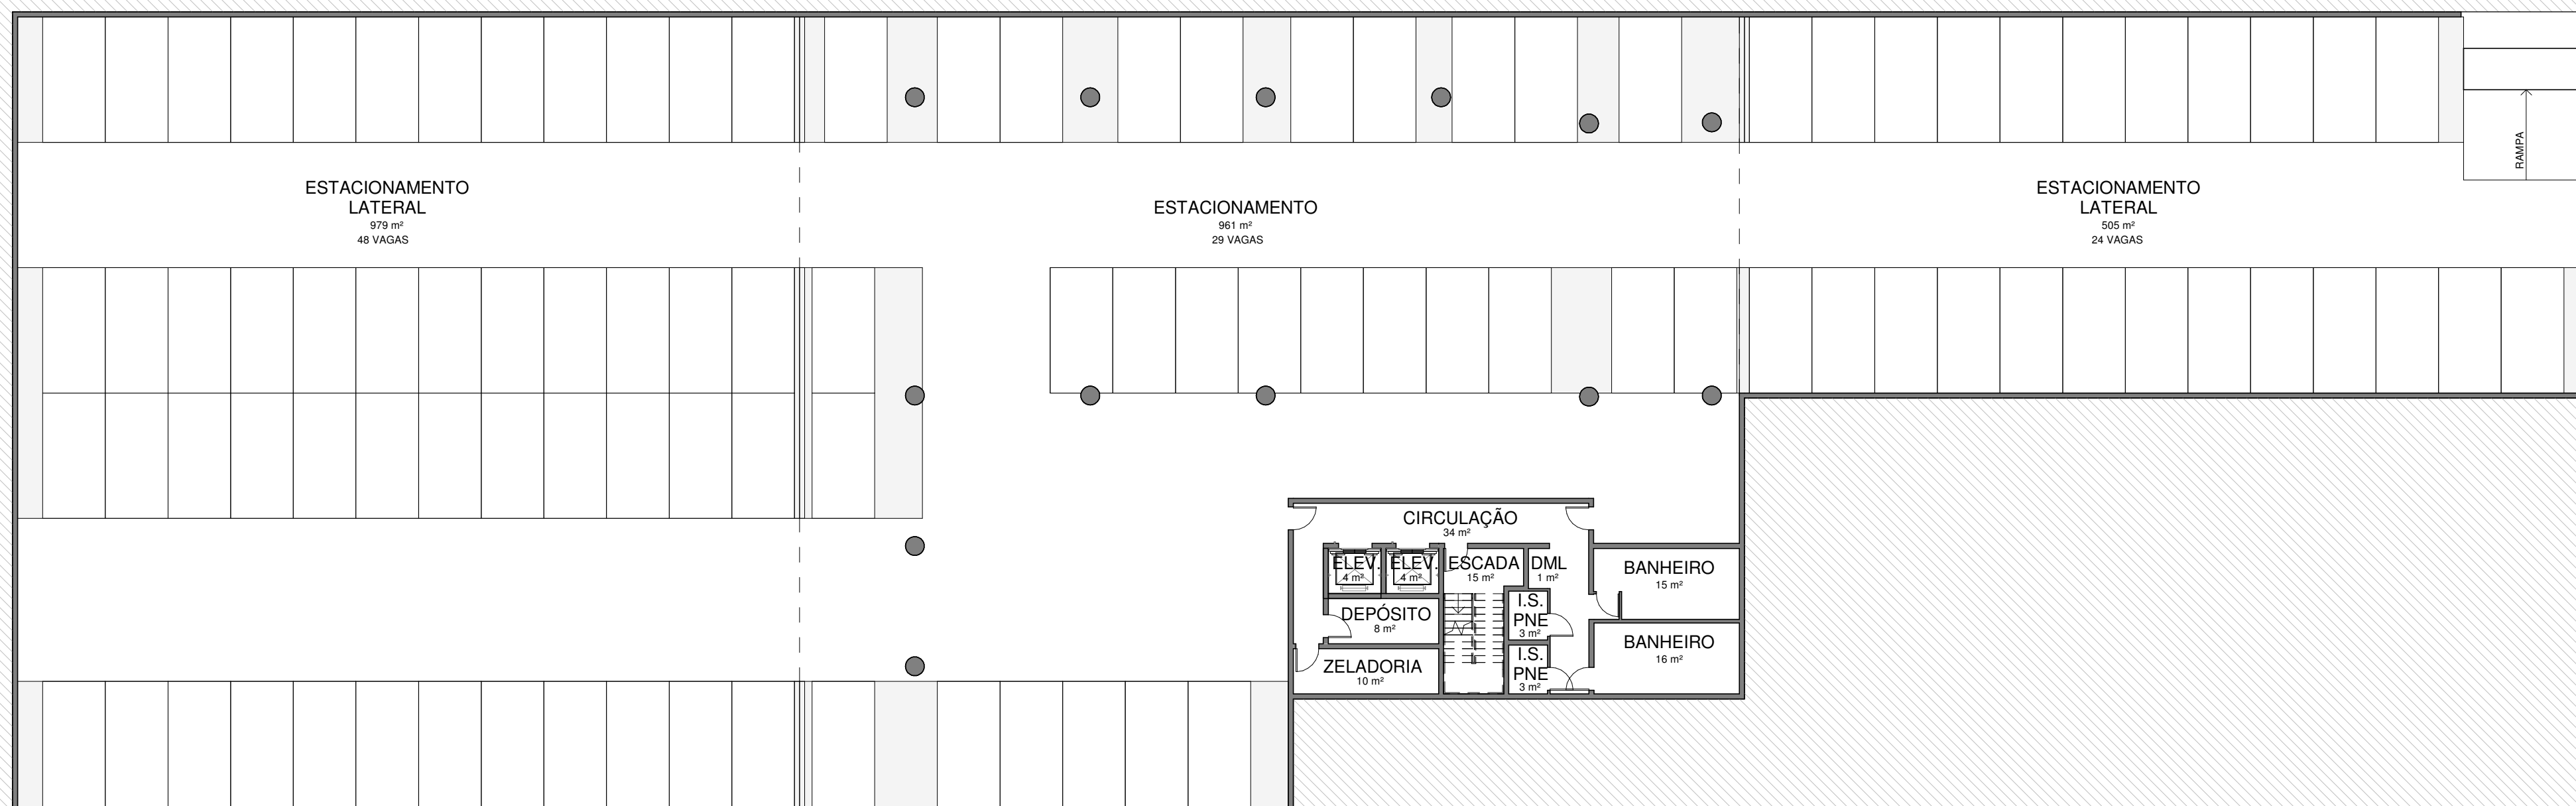 ESTACIONAMENTO
LATERAL
979 m²
48 VAGAS
ESTACIONAMENTO
961 m²
29 VAGAS
ESTACIONAMENTO
LATERAL
505 m²
24 VAGAS
RAMPA
CIRCULAÇÃO
34 m²
ELEV.
4 m²
ELEV.
4 m²
ESCADA
15 m²
DML
1 m²
BANHEIRO
15 m²
DEPÓSITO
8 m²
I.S.
PNE
3 m²
BANHEIRO
16 m²
ZELADORIA
10 m²
I.S.
PNE
3 m²